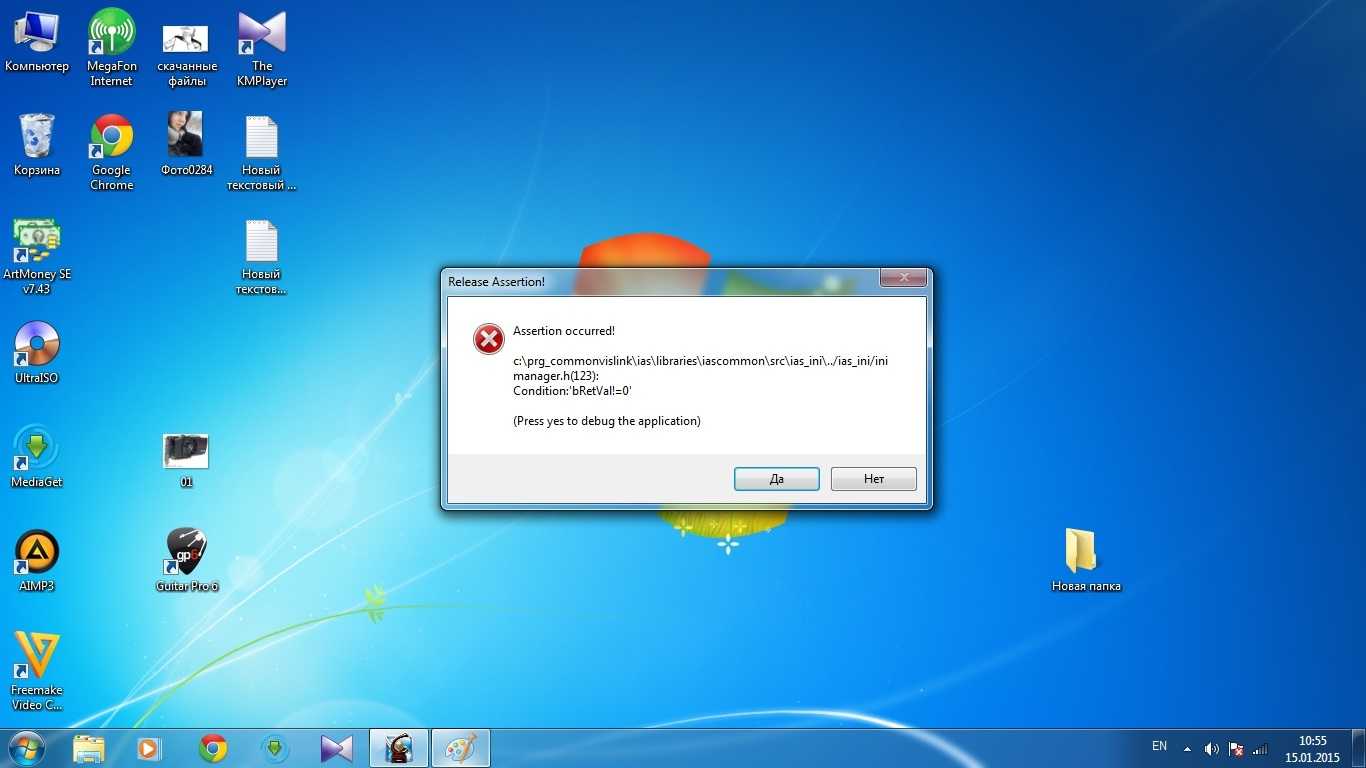 Компьютер
MegaFon
Internet
скачанные
файлы
The
KMPlayer
Корзина
Google
Chrome
Фото0284
Новый
текстовый ...
ArtMoney SE
v7.43
Новый
текстов...
UltraISO
MediaGet
01
AIMP3
gp6
Guitar Pro 6
Freemake
Video C...
Новая папка
Release Assertion!
Assertion occurred!
c:\prg_commonvislink\ias\libraries\iascommon\src\ias_ini\../ias_ini/ini
manager.h(123):
Condition:'bRetVal!=0'
(Press yes to debug the application)
Да
Нет
EN
10:55
15.01.2015